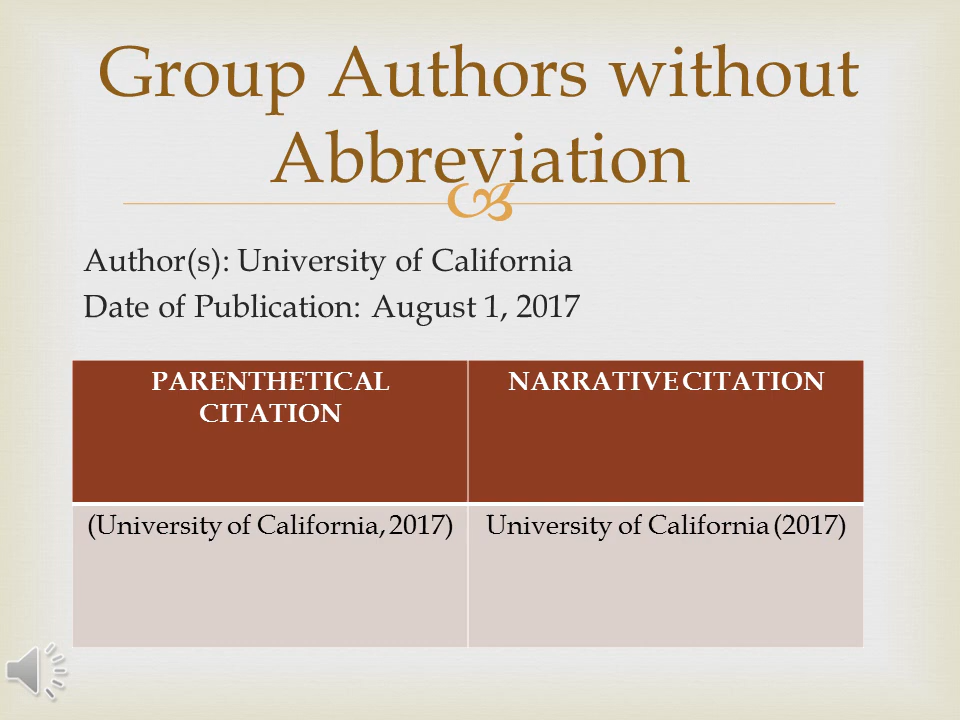 Group Authors without
Abbreviation
Author(s): University of California
Date of Publication: August 1, 2017
PARENTHETICAL
CITATION
NARRATIVE CITATION
(University of California, 2017)
University of California (2017)